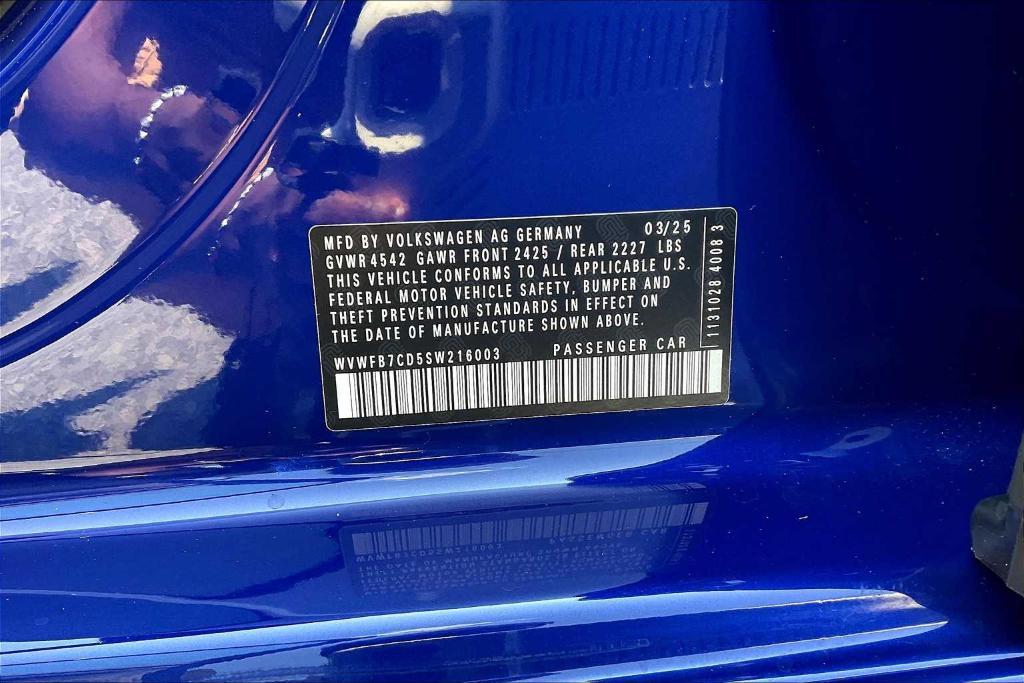 MFD BY VOLKSWAGEN AG GERMANY 03/25
GVWR 4542 GAWR FRONT 2425 / REAR 2227 LBS
THIS VEHICLE CONFORMS TO ALL APPLICABLE U.S.
FEDERAL MOTOR VEHICLE SAFETY, BUMPER AND
THEFT PREVENTION STANDARDS IN EFFECT ON
THE DATE OF MANUFACTURE SHOWN ABOVE.
WVWFB7CD5SW216003 PASSENGER CAR
1131028 4008 3